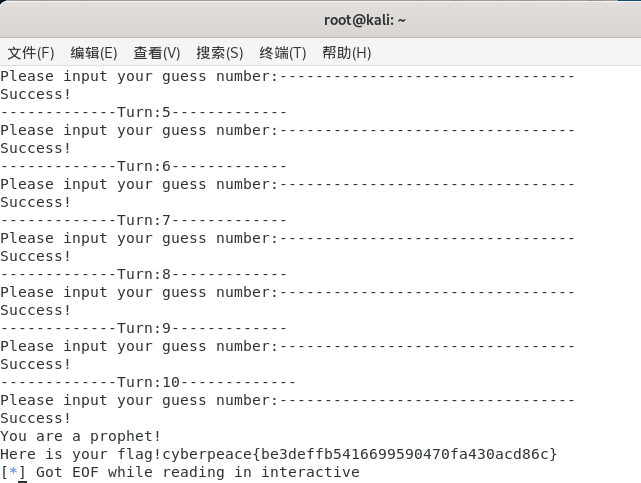 root@kali: ~
文件(F) 编辑(E) 查看(V) 搜索(S) 终端(T) 帮助(H)
Please input your guess number:---------------------------------
Success!
-------------Turn:5-------------
Please input your guess number:---------------------------------
Success!
-------------Turn:6-------------
Please input your guess number:---------------------------------
Success!
-------------Turn:7-------------
Please input your guess number:---------------------------------
Success!
-------------Turn:8-------------
Please input your guess number:---------------------------------
Success!
-------------Turn:9-------------
Please input your guess number:---------------------------------
Success!
-------------Turn:10-------------
Please input your guess number:---------------------------------
Success!
You are a prophet!
Here is your flag!cyberpeace{be3deffb5416699590470fa430acd86c}
[*] Got EOF while reading in interactive